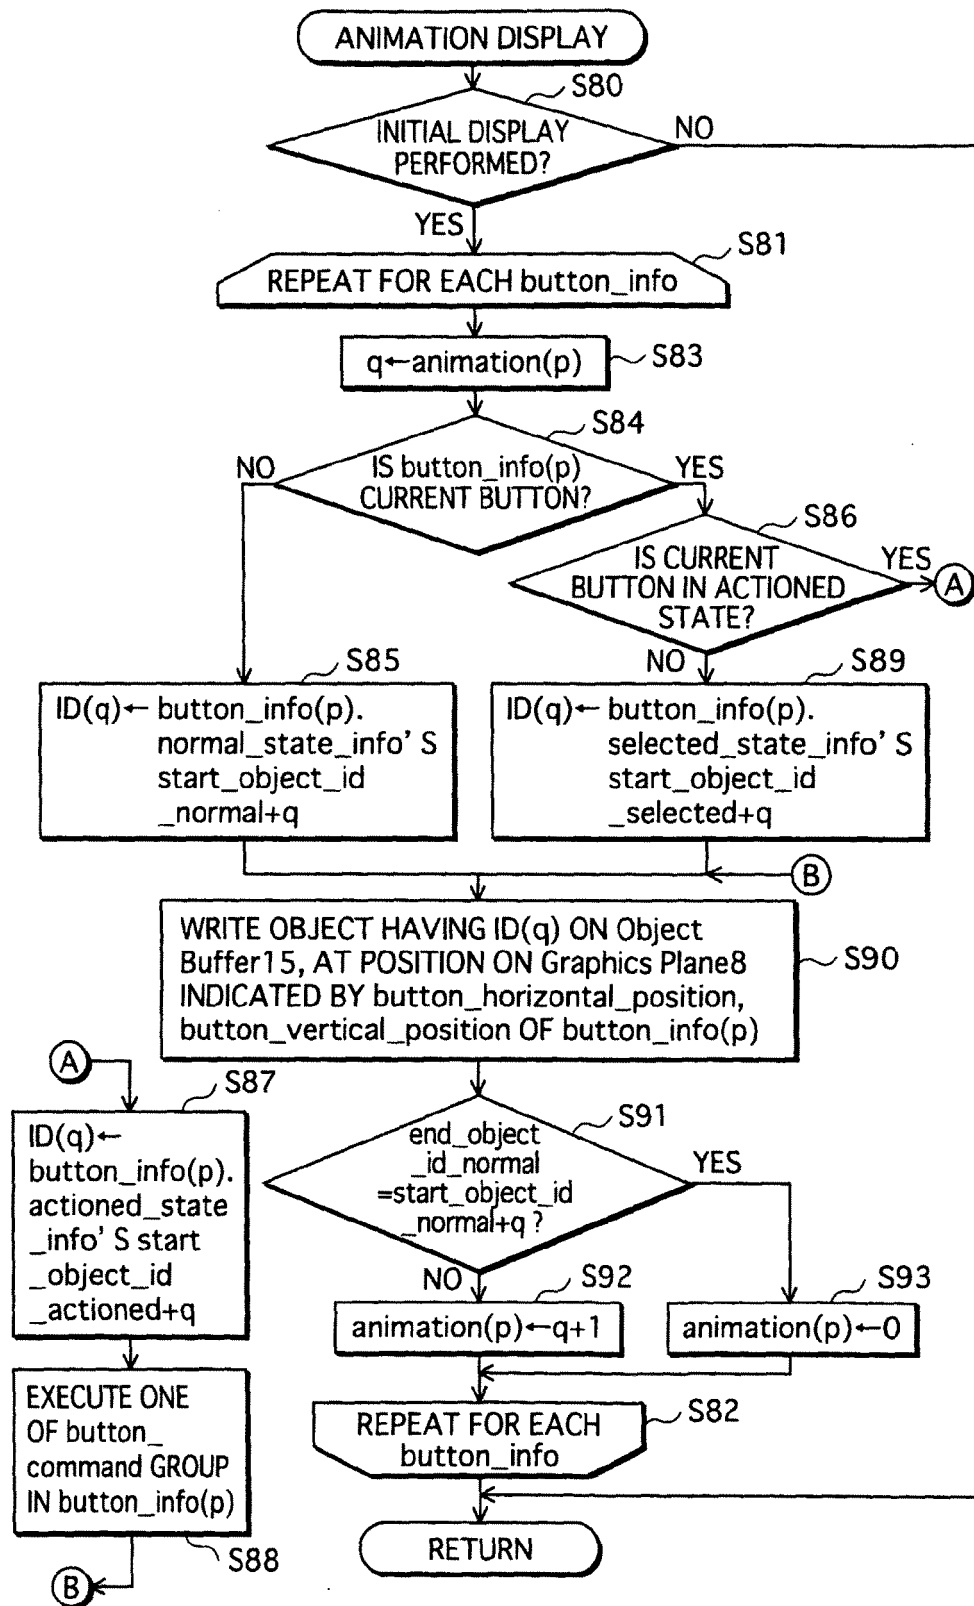 ANIMATION DISPLAY
S80
INITIAL DISPLAY
PERFORMED?
NO
YES
S81
REPEAT FOR EACH button_info
q←animation(p)
S83
S84
NO
IS button_info(p)
CURRENT BUTTON?
YES
S86
IS CURRENT
BUTTON IN ACTIONED
STATE?
YES
A
NO
S85
ID(q)← button_info(p).
normal_state_info' S
start_object_id
_normal+q
S89
ID(q)← button_info(p).
selected_state_info' S
start_object_id
_selected+q
B
WRITE OBJECT HAVING ID(q) ON Object
Buffer15, AT POSITION ON Graphics Plane8
INDICATED BY button_horizontal_position,
button_vertical_position OF button_info(p)
S90
A
S87
ID(q)←
button_info(p).
actioned_state
_info' S start
_object_id
_actioned+q
EXECUTE ONE
OF button_
command GROUP
IN button_info(p)
S88
B
S91
end_object
_id_normal
=start_object_id
_normal+q ?
YES
NO
S92
animation(p)←q+1
S93
animation(p)←0
S82
REPEAT FOR EACH
button_info
RETURN